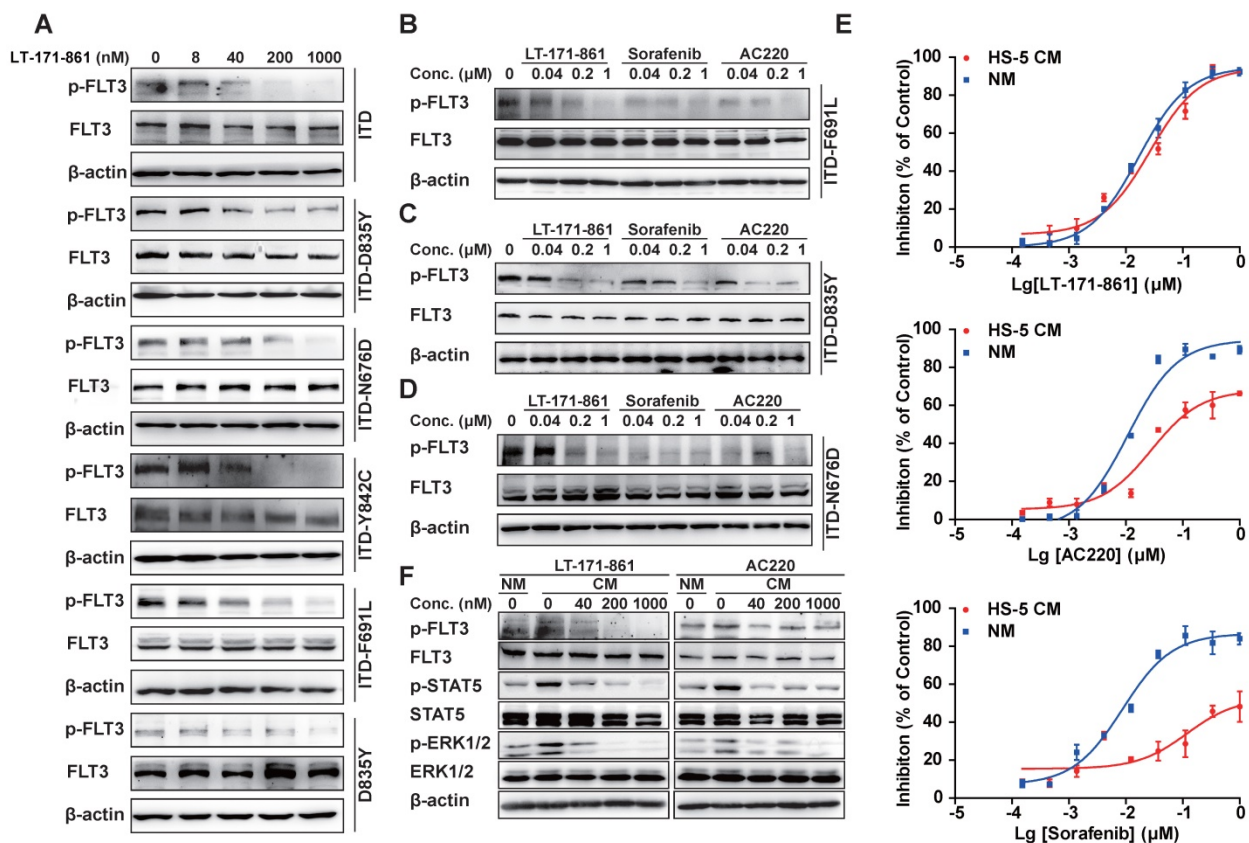 A
LT-171-861 (nM) 0 8 40 200 1000
p-FLT3
FLT3
β-actin
ITD
p-FLT3
FLT3
β-actin
ITD-D835Y
p-FLT3
FLT3
β-actin
ITD-N676D
p-FLT3
FLT3
β-actin
ITD-Y842C
p-FLT3
FLT3
β-actin
ITD-F691L
p-FLT3
FLT3
β-actin
D835Y
B
LT-171-861 Sorafenib AC220
Conc. (μM) 0 0.04 0.2 1 0.04 0.2 1 0.04 0.2 1
p-FLT3
FLT3
β-actin
ITD-F691L
C
LT-171-861 Sorafenib AC220
Conc. (μM) 0 0.04 0.2 1 0.04 0.2 1 0.04 0.2 1
p-FLT3
FLT3
β-actin
ITD-D835Y
D
LT-171-861 Sorafenib AC220
Conc. (μM) 0 0.04 0.2 1 0.04 0.2 1 0.04 0.2 1
p-FLT3
FLT3
β-actin
ITD-N676D
F
LT-171-861 AC220
NM CM NM CM
Conc. (nM) 0 0 40 200 1000 0 0 40 200 1000
p-FLT3
FLT3
p-STAT5
STAT5
p-ERK1/2
ERK1/2
β-actin
E
HS-5 CM
NM
Inhibiton (% of Control)
100
80
60
40
20
0
-5 -4 -3 -2 -1 0
Lg[LT-171-861] (μM)
HS-5 CM
NM
Inhibiton (% of Control)
100
80
60
40
20
0
-5 -4 -3 -2 -1 0
Lg [AC220] (μM)
HS-5 CM
NM
Inhibiton (% of Control)
100
80
60
40
20
0
-5 -4 -3 -2 -1 0
Lg [Sorafenib] (μM)